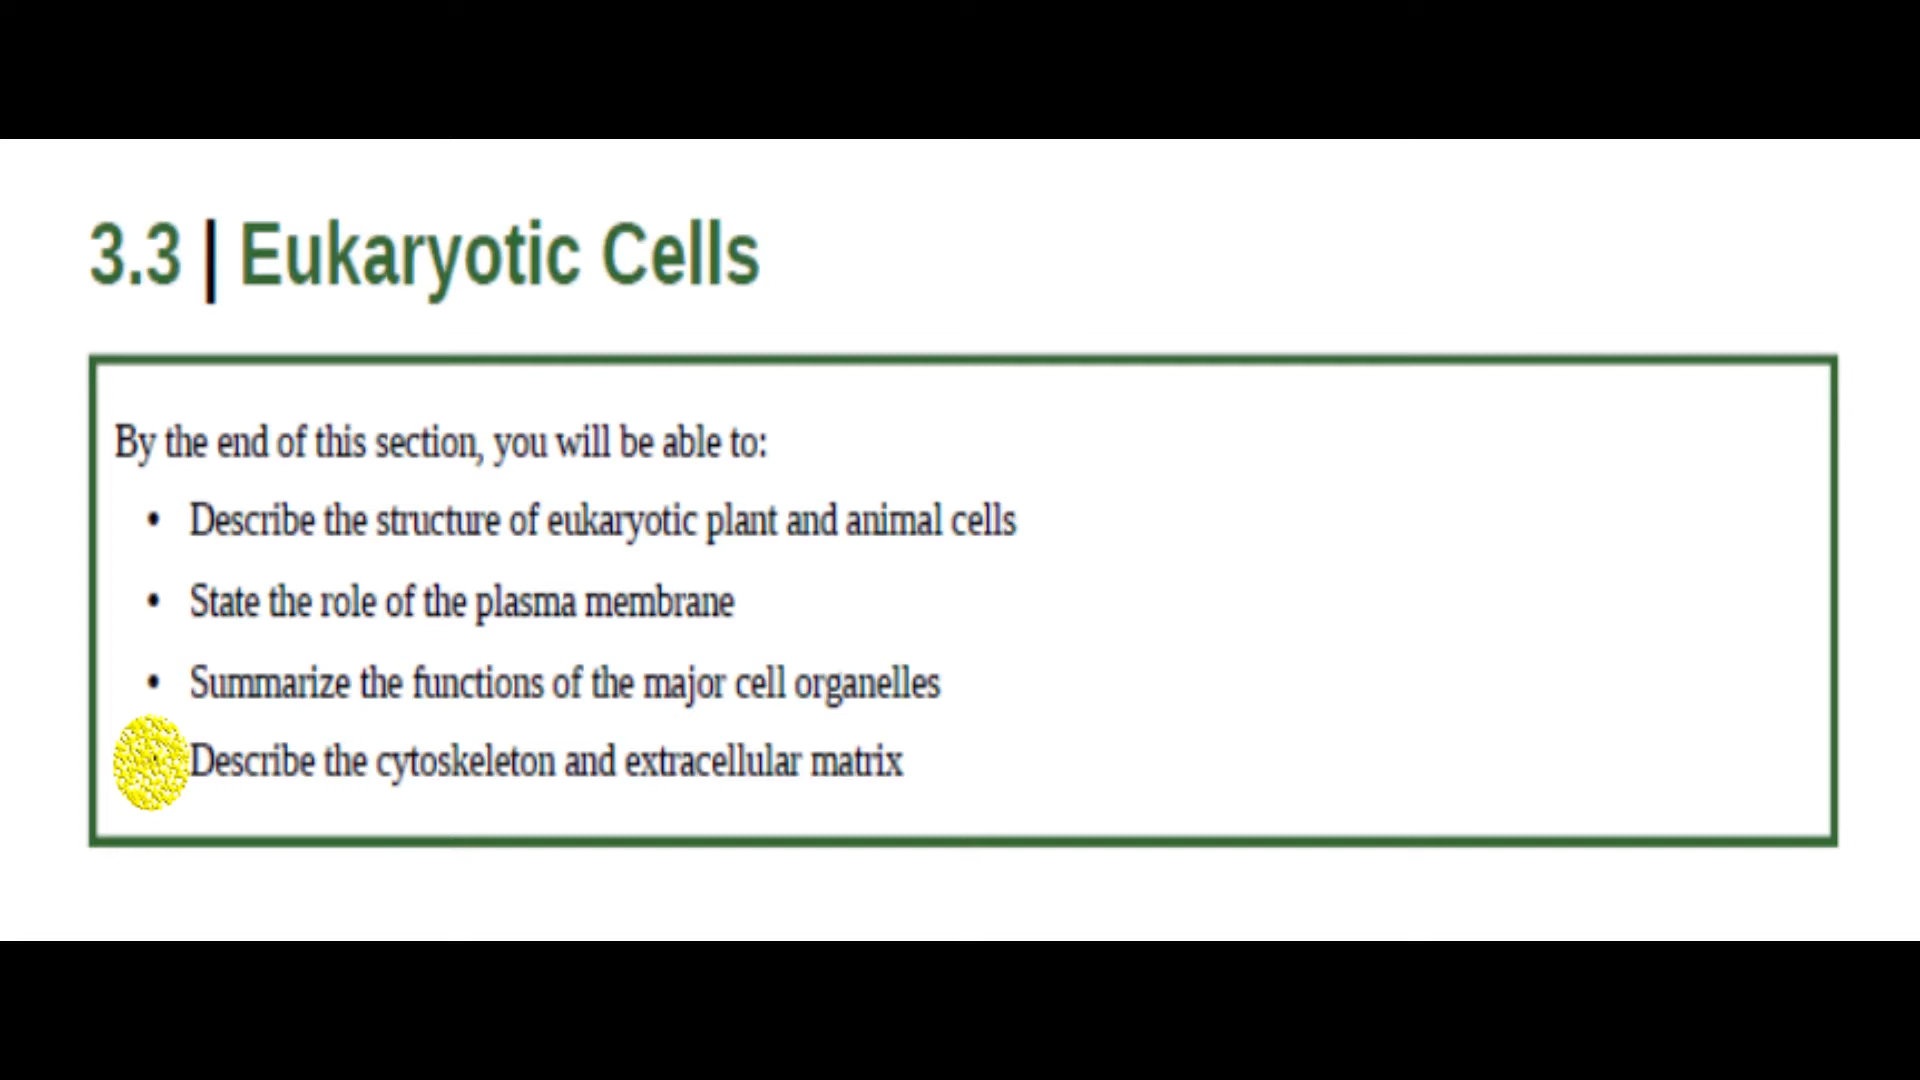 3.3 | Eukaryotic Cells
By the end of this section, you will be able to:
• Describe the structure of eukaryotic plant and animal cells
• State the role of the plasma membrane
• Summarize the functions of the major cell organelles
Describe the cytoskeleton and extracellular matrix